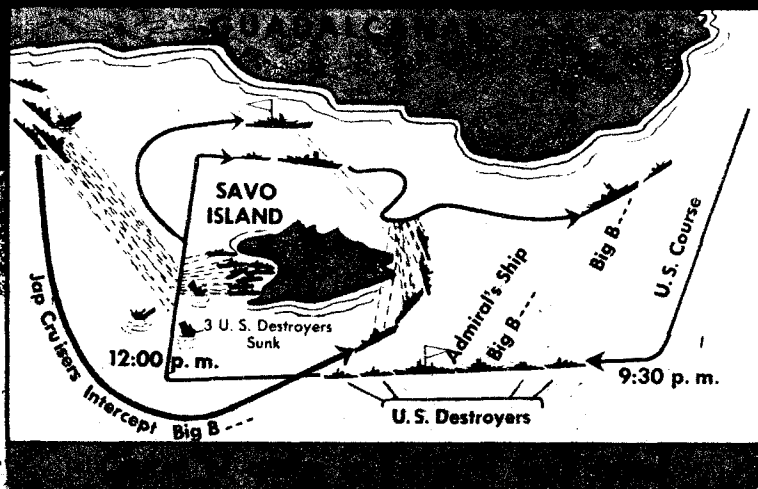 GUADALCANAL
SAVO
ISLAND
3 U. S. Destroyers
Sunk
12:00 p. m.
Jap Cruisers Intercept Big B ----
Admiral's Ship
Big B ----
Big B ----
U. S. Course
9:30 p. m.
U. S. Destroyers